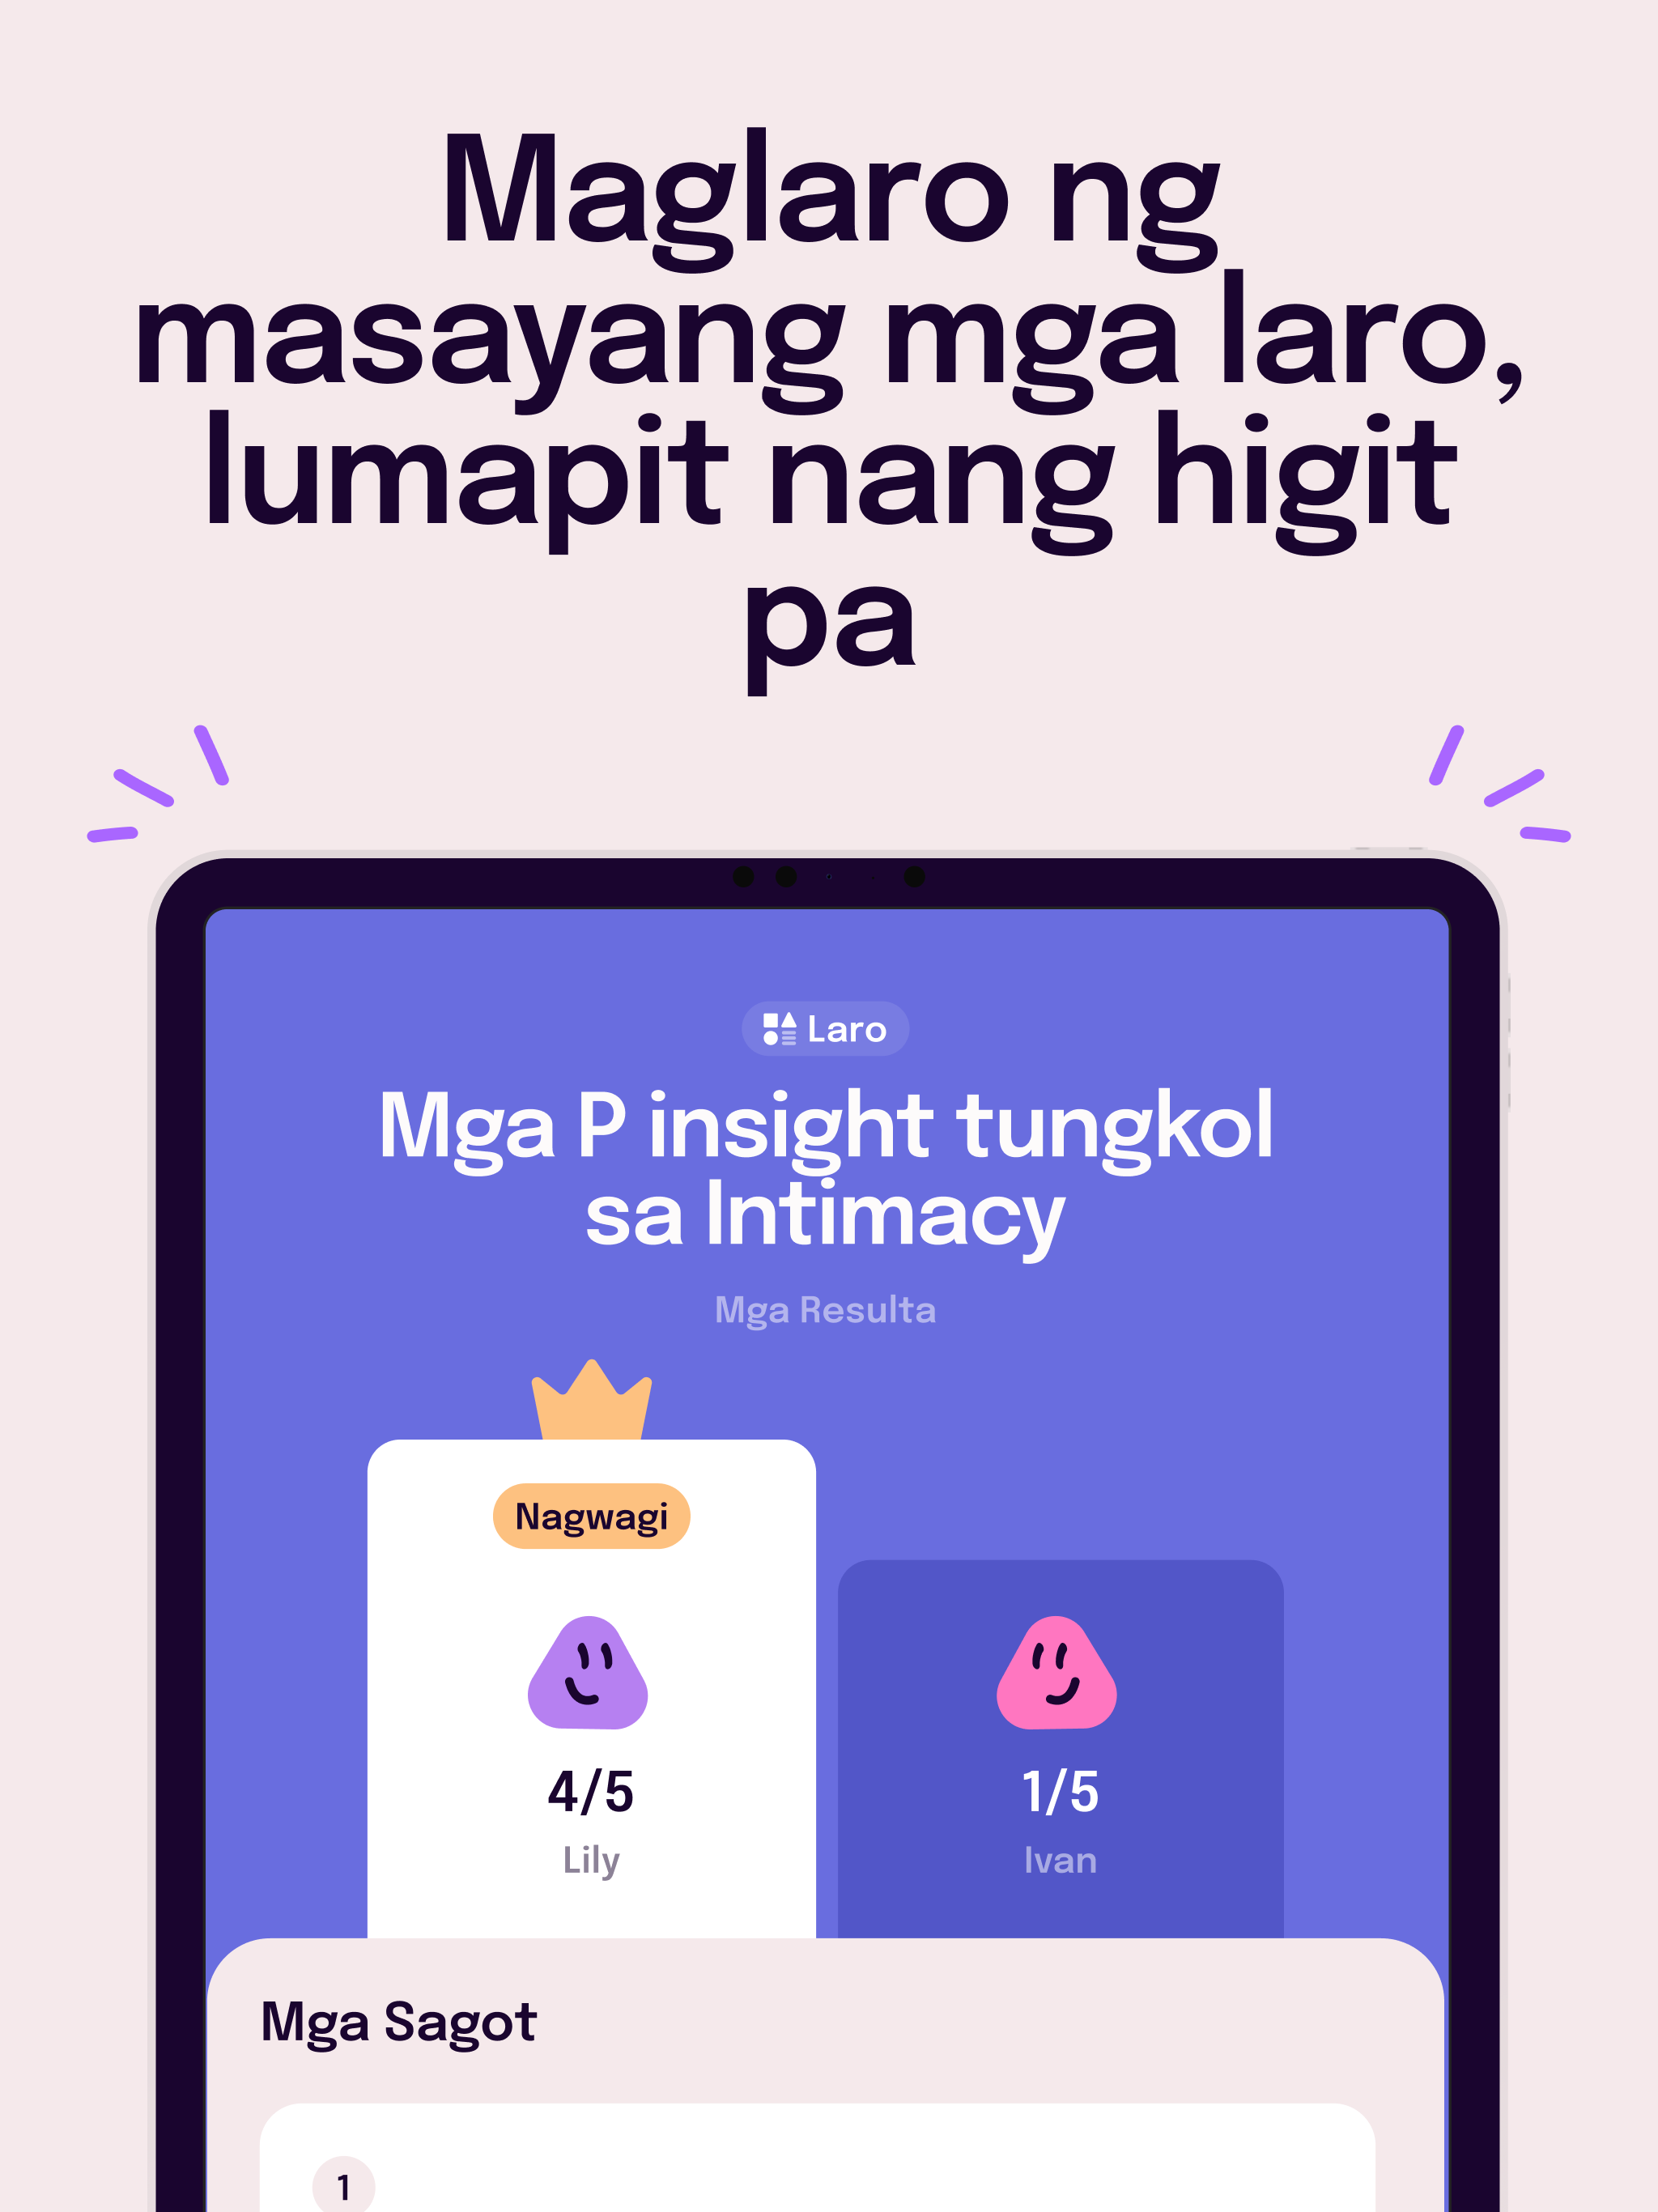 Maglaro ng
masayang mga laro,
lumapit nang higit
pa
Laro
Mga P insight tungkol
sa Intimacy
Mga Resulta
Nagwagi
4/5
Lily
1/5
Ivan
Mga Sagot
1